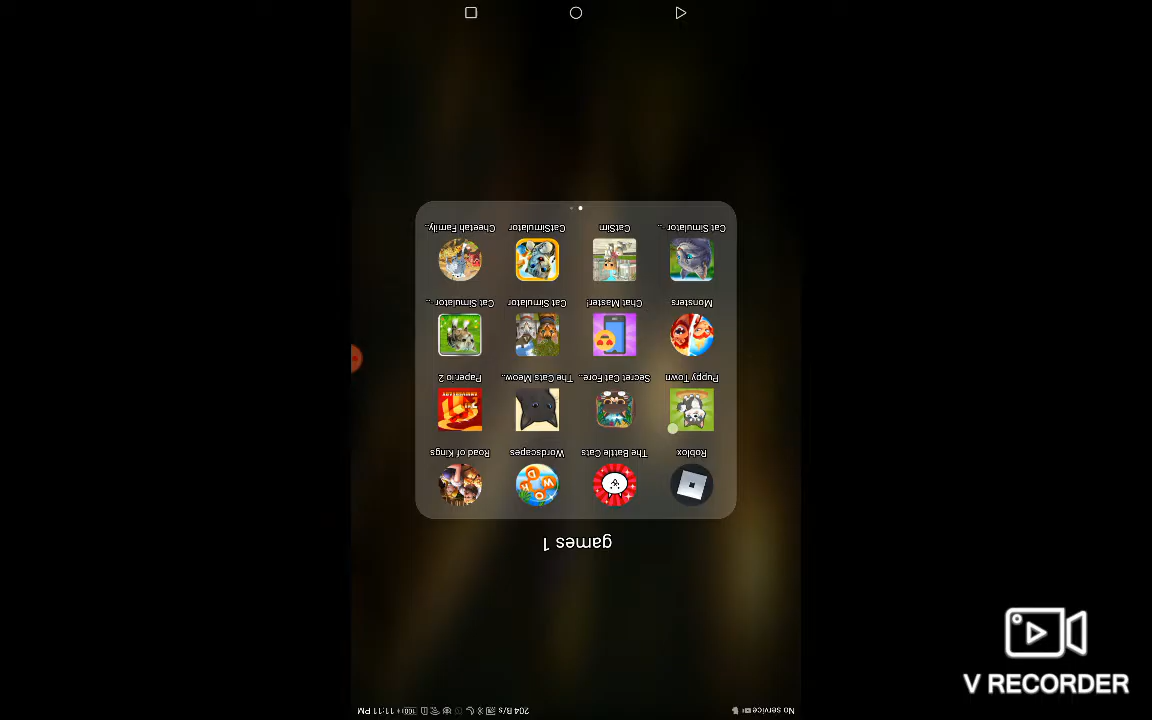 No service 204 B/s 100 11:11 PM
games 1
Roblox The Battle Cats Wordscapes Road of Kings
Puppy Town Secret Cat Fore.. The Cats Meow.. Paper.io 2
Monsters Chat Master! Cat Simulator Cat Simulator ..
Cat Simulator .. CatSim CatSimulator Cheetah Family..
V RECORDER